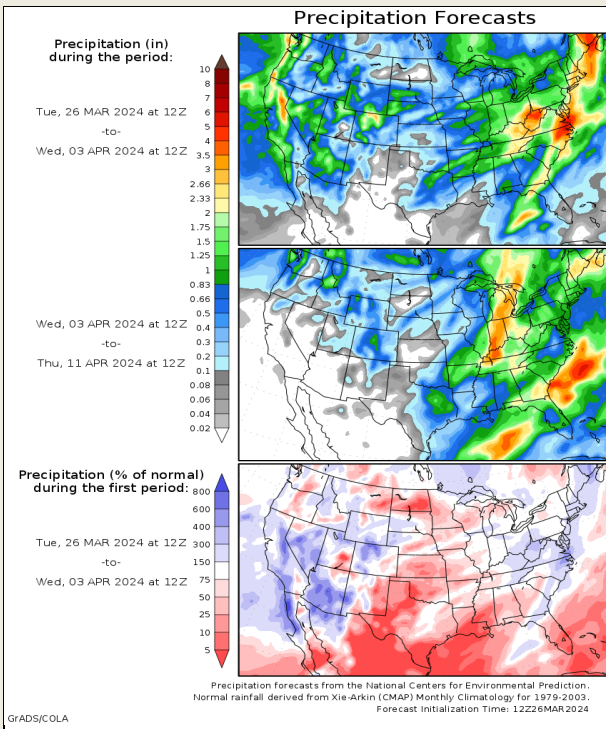 Precipitation Forecasts
Precipitation (in)
during the period:
Tue, 26 MAR 2024 at 12Z
-to-
Wed, 03 APR 2024 at 12Z
10
8
7
6
5
4
3.5
3
2.66
2.33
2
1.75
1.5
1.25
1
0.83
0.66
0.5
0.4
0.3
0.2
0.1
0.08
0.06
0.04
0.02
Wed, 03 APR 2024 at 12Z
-to-
Thu, 11 APR 2024 at 12Z
Precipitation (% of normal)
during the first period:
Tue, 26 MAR 2024 at 12Z
-to-
Wed, 03 APR 2024 at 12Z
800
600
400
300
150
75
50
25
10
5
Precipitation forecasts from the National Centers for Environmental Prediction.
Normal rainfall derived from Xie-Arkin (CMAP) Monthly Climatology for 1979-2003.
Forecast Initialization Time: 12Z26MAR2024
GrADS/COLA